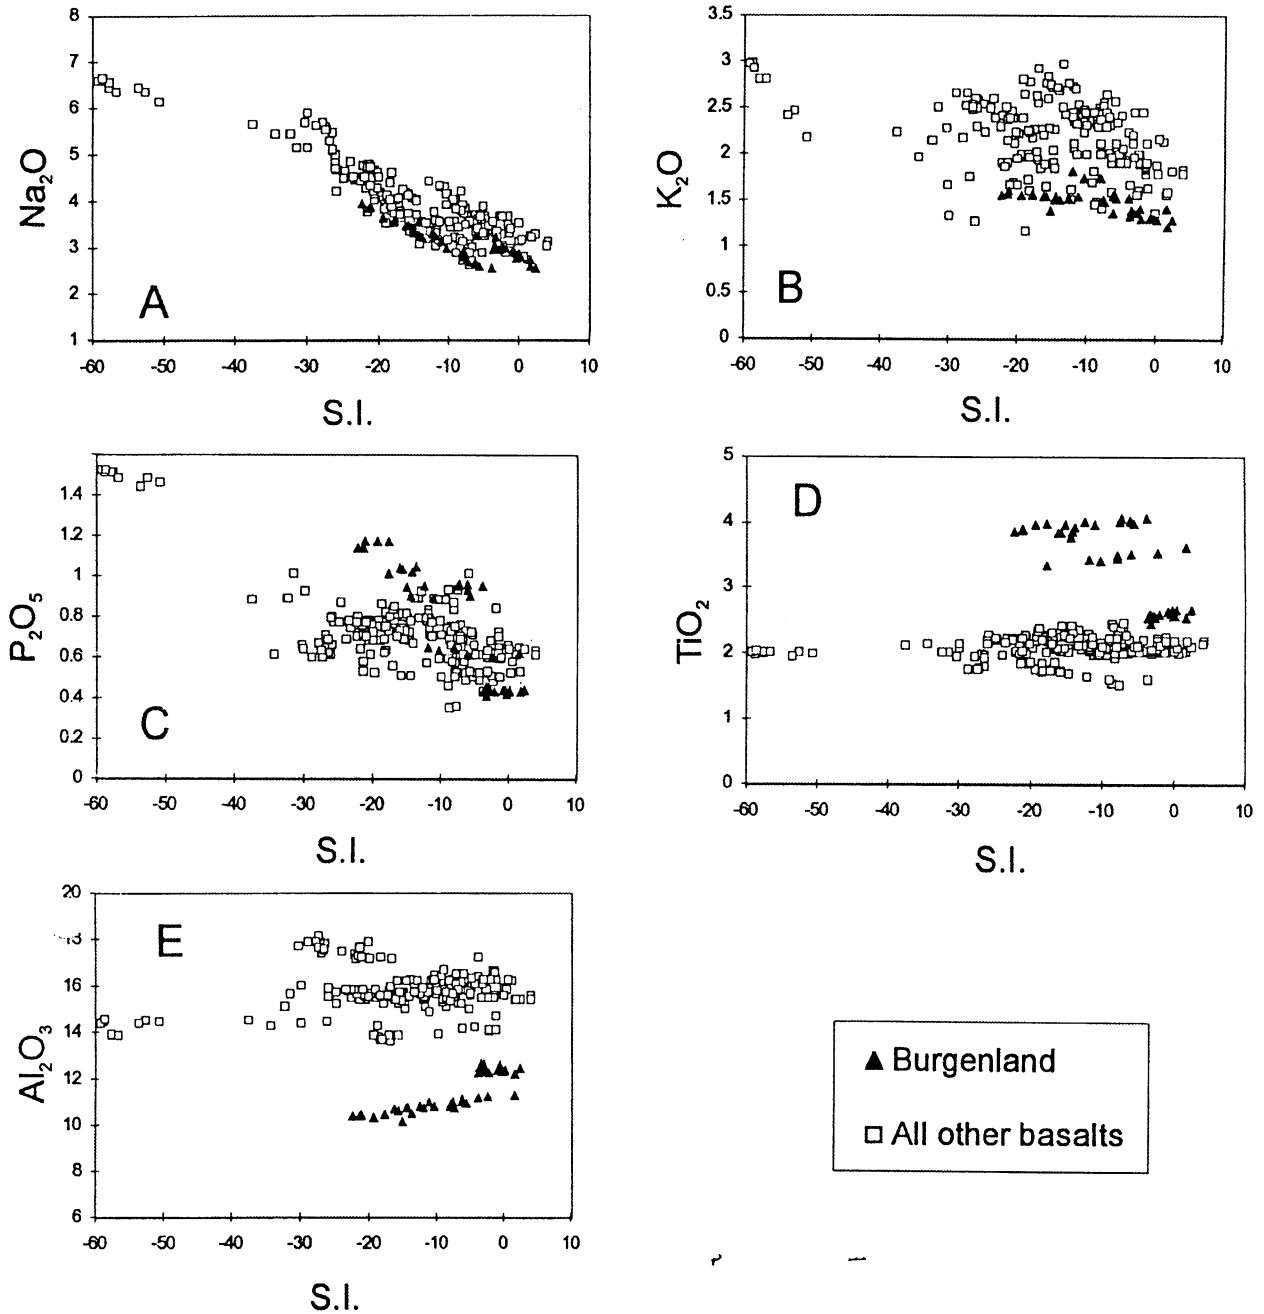 8
7
6
5
4
3
2
1
Na₂O
A
-60 -50 -40 -30 -20 -10 0 10
S.I.
3.5
3
2.5
2
1.5
1
0.5
0
K₂O
B
-60 -50 -40 -30 -20 -10 0 10
S.I.
1.4
1.2
1
0.8
0.6
0.4
0.2
0
P₂O₅
C
-60 -50 -40 -30 -20 -10 0 10
S.I.
5
4
3
2
1
0
TiO₂
D
-60 -50 -40 -30 -20 -10 0 10
S.I.
20
16
14
12
10
8
6
Al₂O₃
E
-60 -50 -40 -30 -20 -10 0 10
S.I.
▲ Burgenland
□ All other basalts